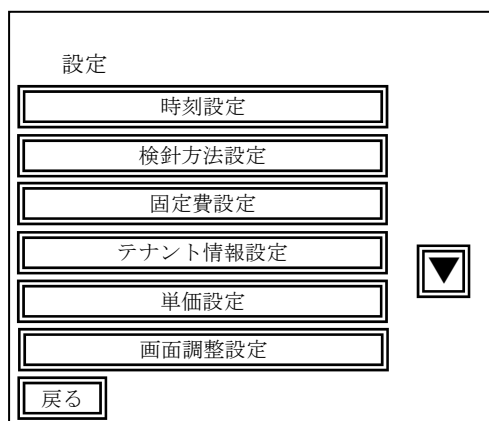 設定
時刻設定
検針方法設定
固定費設定
テナント情報設定
単価設定
画面調整設定
戻る